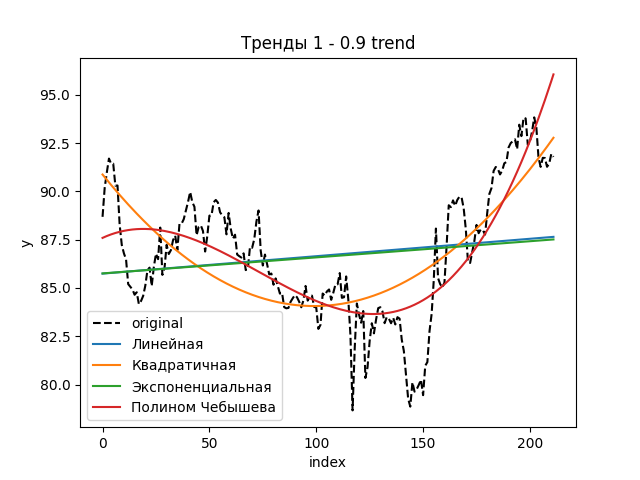 Тренды 1 - 0.9 trend
95.0
92.5
90.0
87.5
85.0
82.5
80.0
y
original
Линейная
Квадратичная
Экспоненциальная
Полином Чебышева
0
50
100
150
200
index